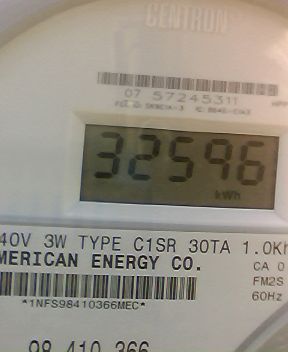 CENTRON
07 57245311
32596
kWh
40V 3W TYPE C1SR 30TA 1.0Kh
MERICAN ENERGY CO.
CA 0
FM2S
60Hz
*1NFS98410366MEC*
98 410 366